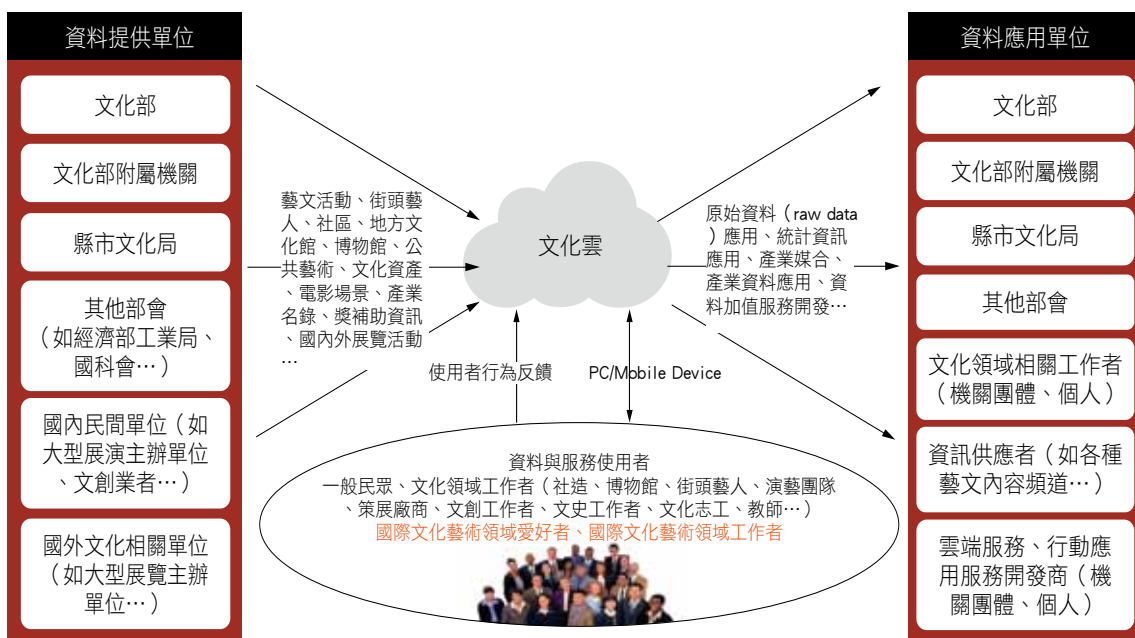 資料提供單位
文化部
文化部附屬機關
縣市文化局
其他部會
（如經濟部工業局、
國科會…）
國內民間單位（如
大型展演主辦單位
、文創業者…）
國外文化相關單位
（如大型展覽主辦
單位…）
藝文活動、街頭藝
人、社區、地方文
化館、博物館、公
共藝術、文化資產
、電影場景、產業
名錄、獎補助資訊
、國內外展覽活動
…
文化雲
原始資料（raw data
）應用、統計資訊
應用、產業媒合、
產業資料應用、資
料加值服務開發…
使用者行為反饋
PC/Mobile Device
資料與服務使用者
一般民眾、文化領域工作者（社造、博物館、街頭藝人、演藝團隊
、策展廠商、文創工作者、文史工作者、文化志工、教師…）
國際文化藝術領域愛好者、國際文化藝術領域工作者
資料應用單位
文化部
文化部附屬機關
縣市文化局
其他部會
文化領域相關工作者
（機關團體、個人）
資訊供應者（如各種
藝文內容頻道…）
雲端服務、行動應
用服務開發商（機
關團體、個人）